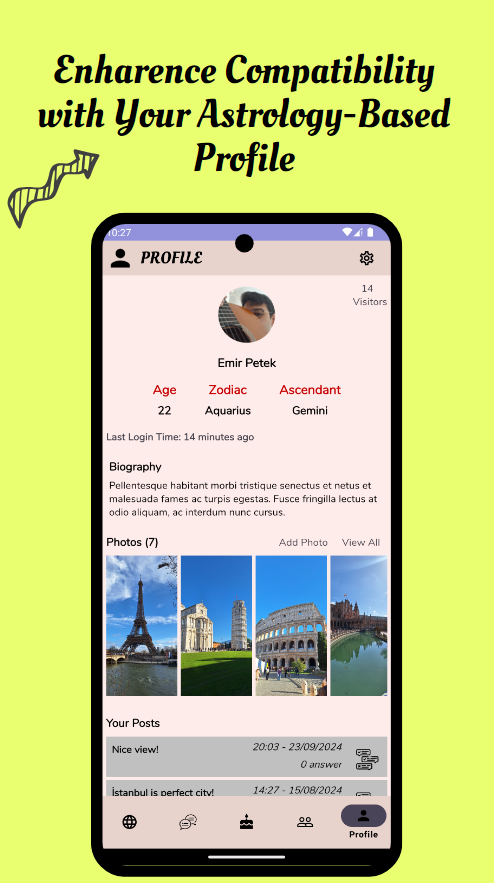 Enharence Compatibility
with Your Astrology-Based
Profile
10:27
PROFILE
14
Visitors
Emir Petek
Age Zodiac Ascendant
22 Aquarius Gemini
Last Login Time: 14 minutes ago
Biography
Pellentesque habitant morbi tristique senectus et netus et
malesuada fames ac turpis egestas. Fusce fringilla lectus at
odio aliquam, ac interdum nunc cursus.
Photos (7) Add Photo View All
Your Posts
Nice view! 20:03 - 23/09/2024
0 answer
İstanbul is perfect city! 14:27 - 15/08/2024
Profile